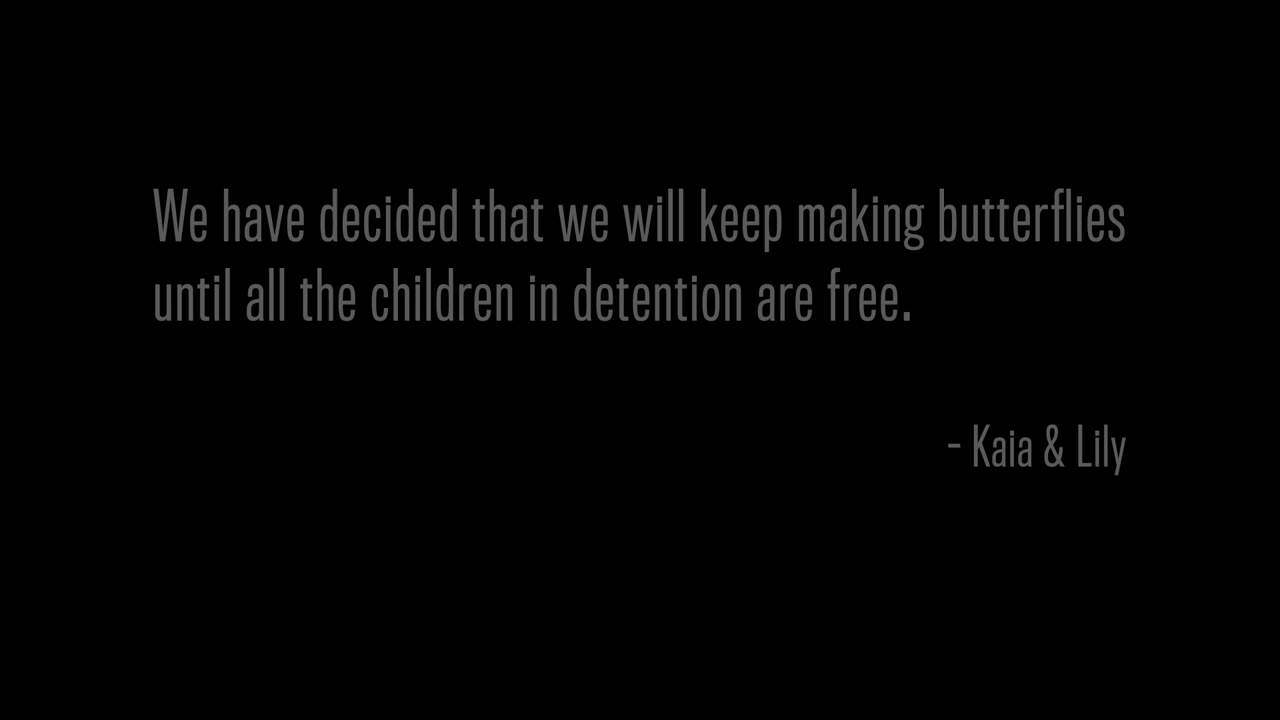 We have decided that we will keep making butterflies
until all the children in detention are free.
- Kaia & Lily